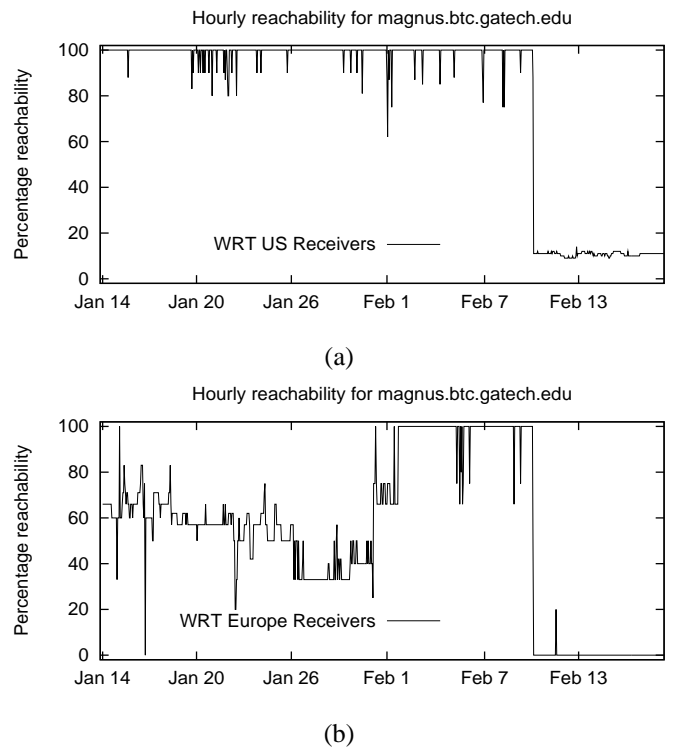 Hourly reachability for magnus.btc.gatech.edu
Percentage reachability
100
80
60
40
20
0
WRT US Receivers
Jan 14 Jan 20 Jan 26 Feb 1 Feb 7 Feb 13
(a)
Hourly reachability for magnus.btc.gatech.edu
Percentage reachability
100
80
60
40
20
0
WRT Europe Receivers
Jan 14 Jan 20 Jan 26 Feb 1 Feb 7 Feb 13
(b)